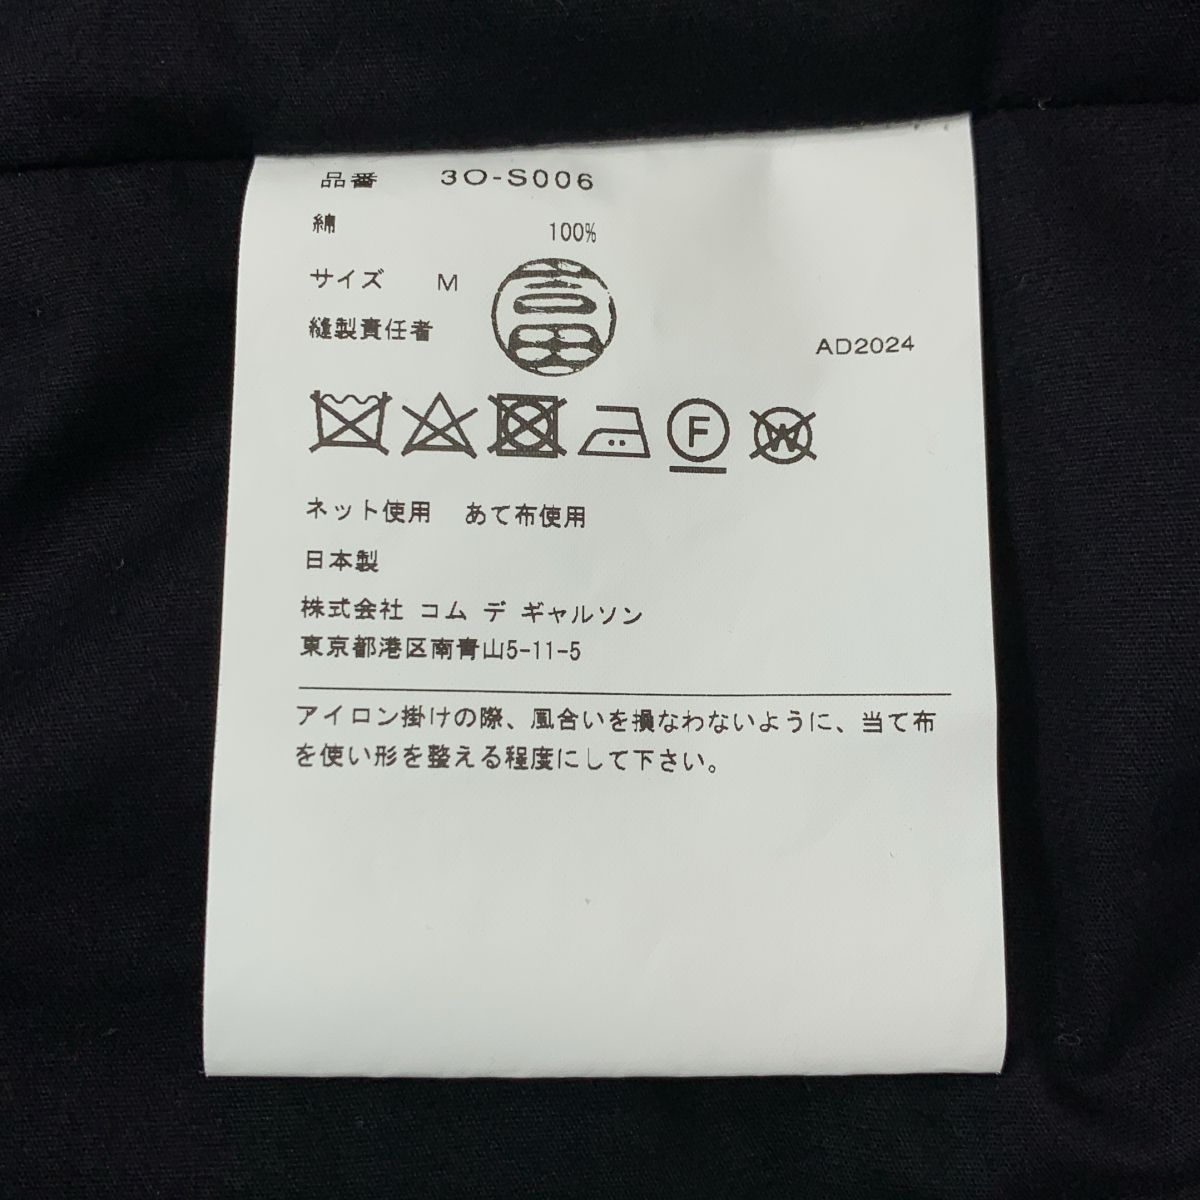 品番 3O-S006
綿 100%
サイズ M
縫製責任者 吉田
AD2024
F W
ネット使用 あて布使用
日本製
株式会社 コム デ ギャルソン
東京都港区南青山5-11-5
アイロン掛けの際、風合いを損なわないように、当て布
を使い形を整える程度にして下さい。